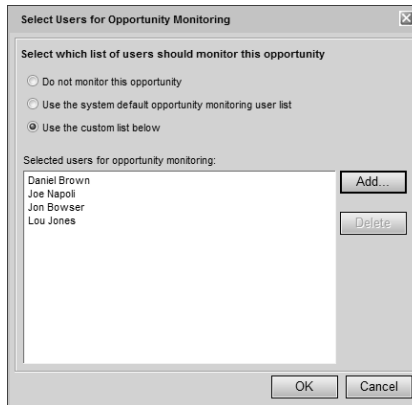 Select Users for Opportunity Monitoring
Select which list of users should monitor this opportunity
Do not monitor this opportunity
Use the system default opportunity monitoring user list
Use the custom list below
Selected users for opportunity monitoring:
Daniel Brown
Joe Napoli
Jon Bowser
Lou Jones
Add...
Delete
OK
Cancel